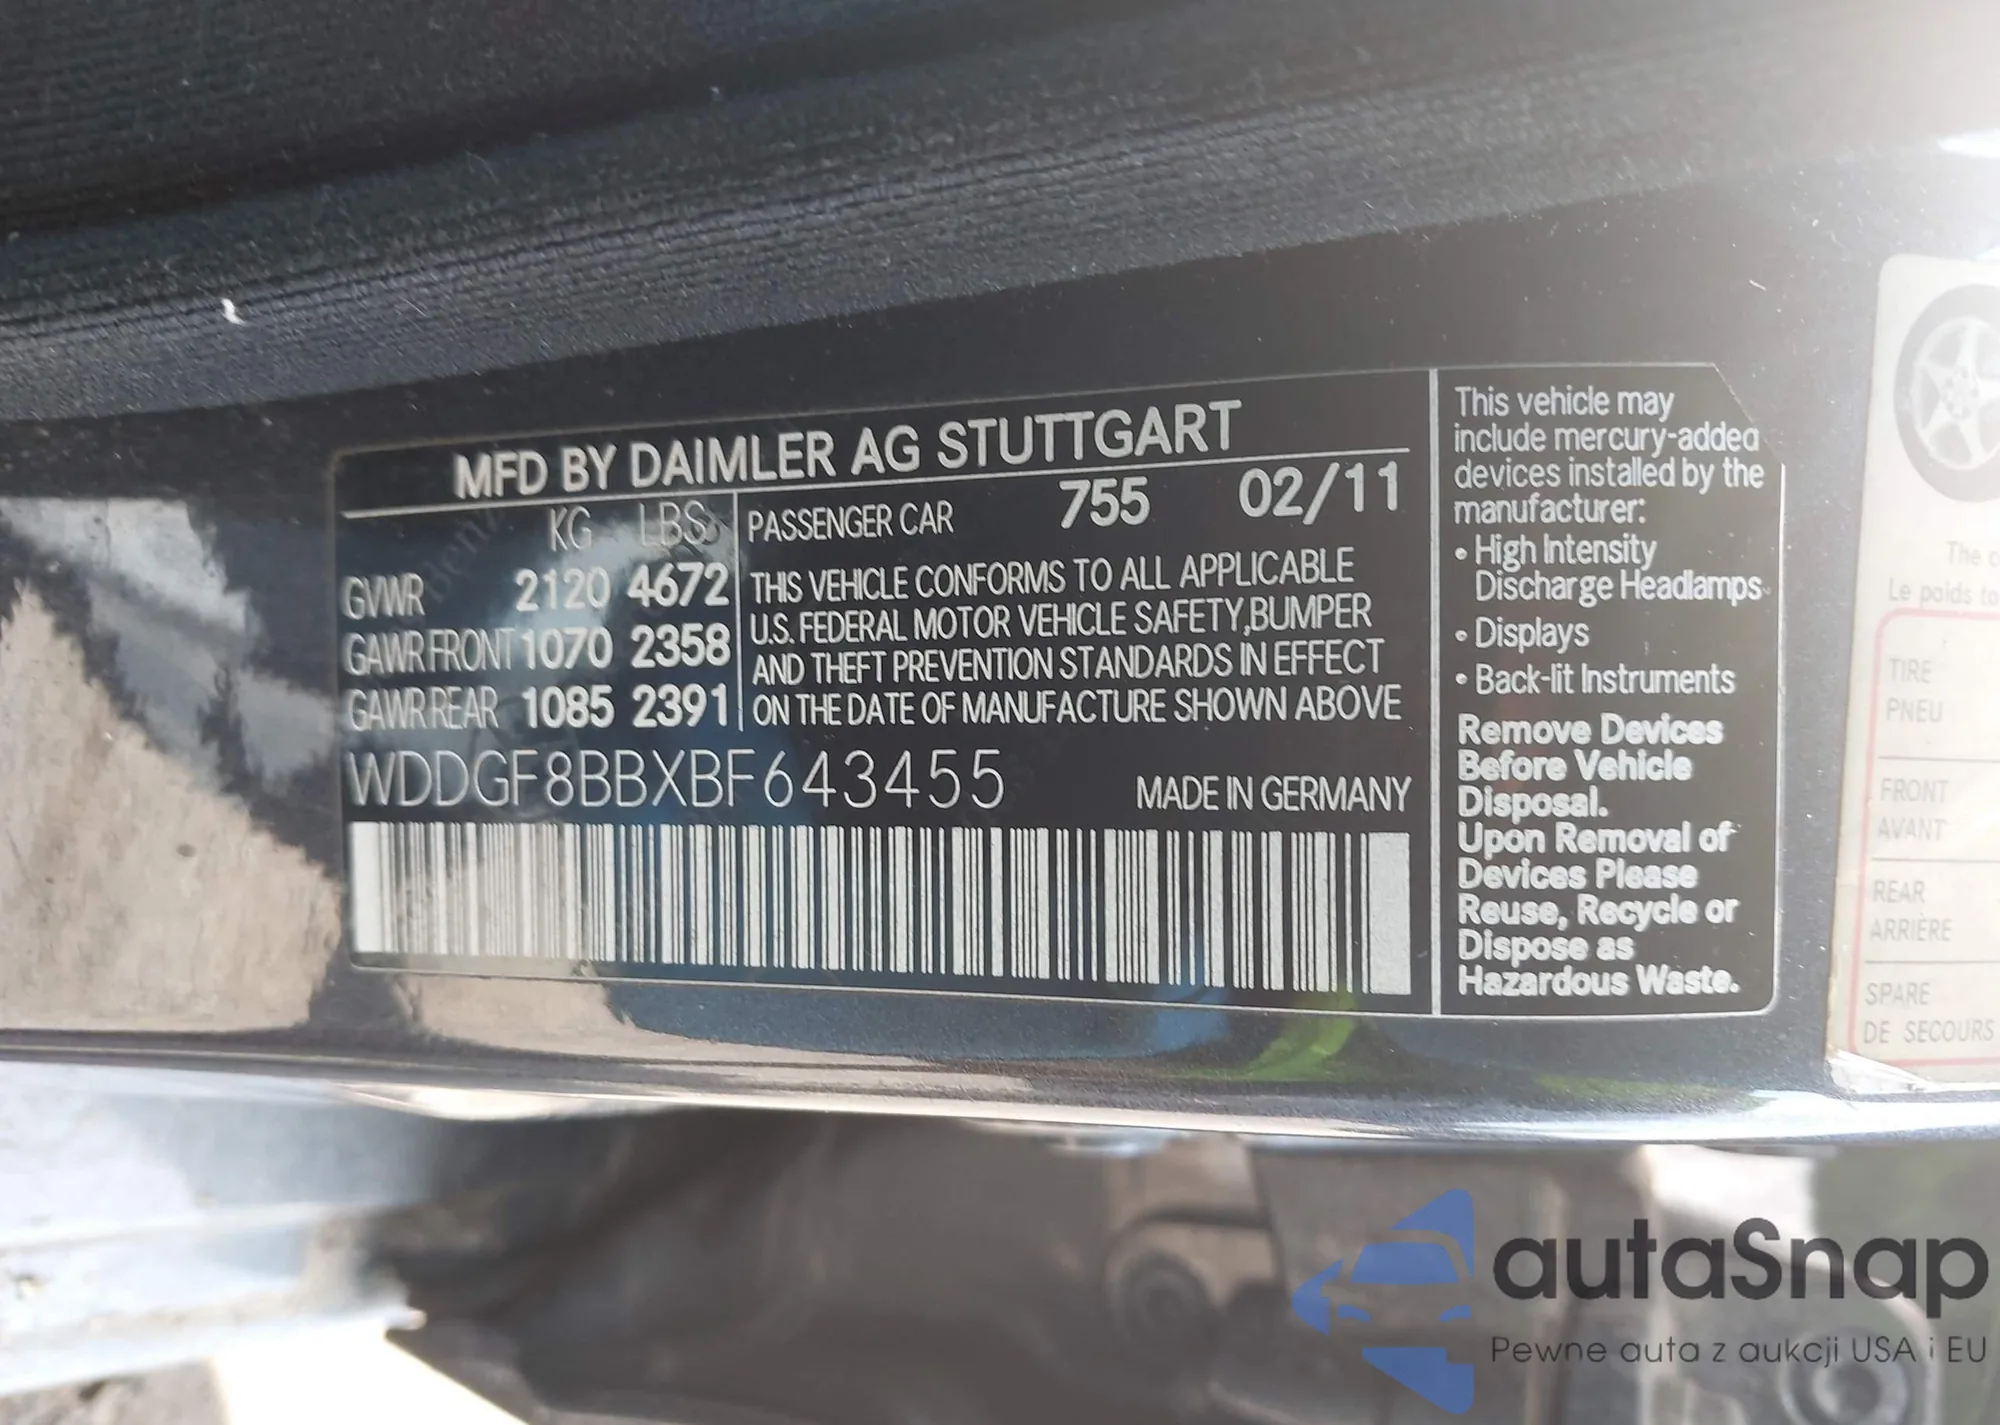 MFD BY DAIMLER AG STUTTGART
KG LBS
GVWR 2120 4672
GAWR FRONT 1070 2358
GAWR REAR 1085 2391
PASSENGER CAR 755 02/11
THIS VEHICLE CONFORMS TO ALL APPLICABLE
U.S. FEDERAL MOTOR VEHICLE SAFETY, BUMPER
AND THEFT PREVENTION STANDARDS IN EFFECT
ON THE DATE OF MANUFACTURE SHOWN ABOVE
WDDGF8BBXBF643455
MADE IN GERMANY
This vehicle may
include mercury-added
devices installed by the
manufacturer:
• High Intensity
Discharge Headlamps
• Displays
• Back-lit Instruments
Remove Devices
Before Vehicle
Disposal.
Upon Removal of
Devices Please
Reuse, Recycle or
Dispose as
Hazardous Waste.
The
Le poids
TIRE
PNEU
FRONT
AVANT
REAR
ARRIÈRE
SPARE
DE SECOURS
autaSnap
Pewne auta z aukcji USA i EU